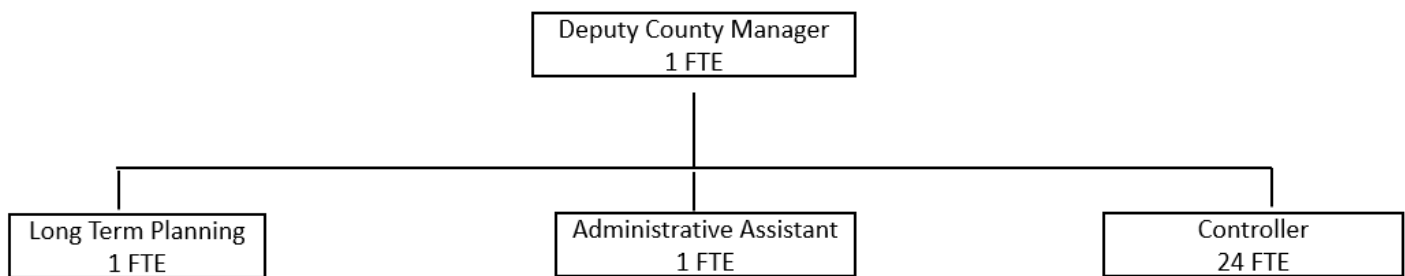 Deputy County Manager
1 FTE
Long Term Planning
1 FTE
Administrative Assistant
1 FTE
Controller
24 FTE